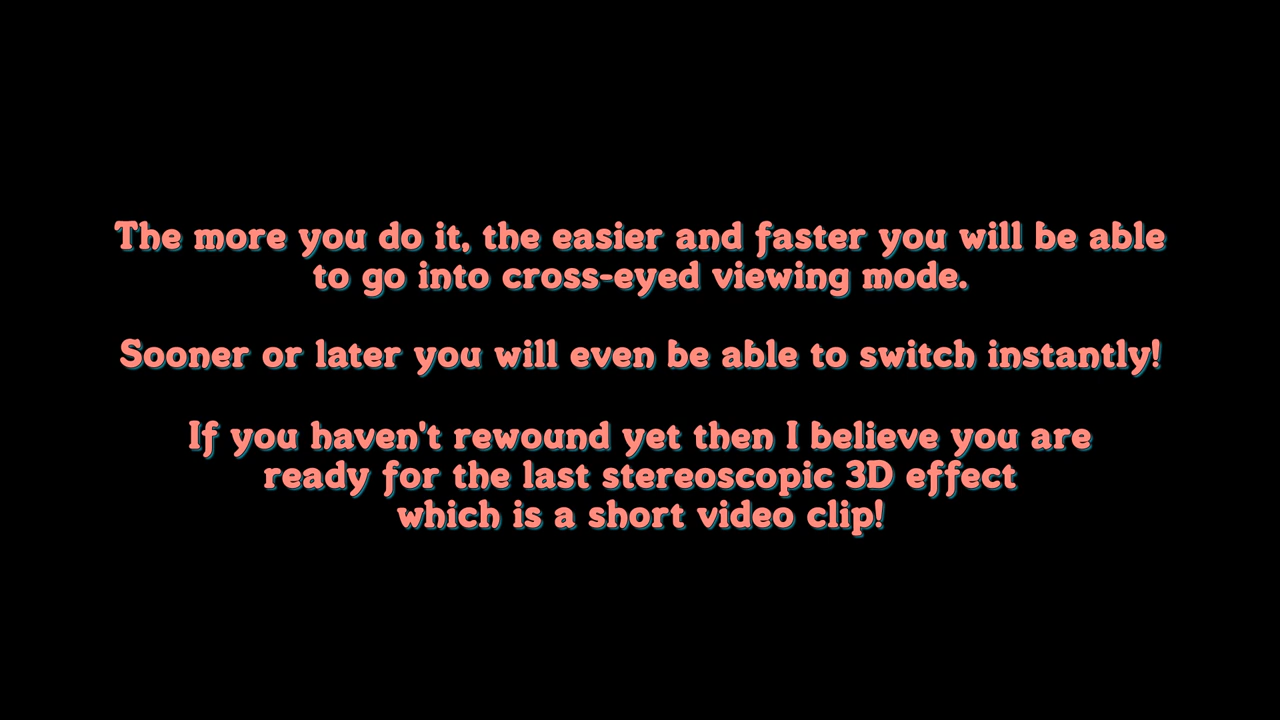 The more you do it, the easier and faster you will be able
to go into cross-eyed viewing mode.
Sooner or later you will even be able to switch instantly!
If you haven't rewound yet then I believe you are
ready for the last stereoscopic 3D effect
which is a short video clip!